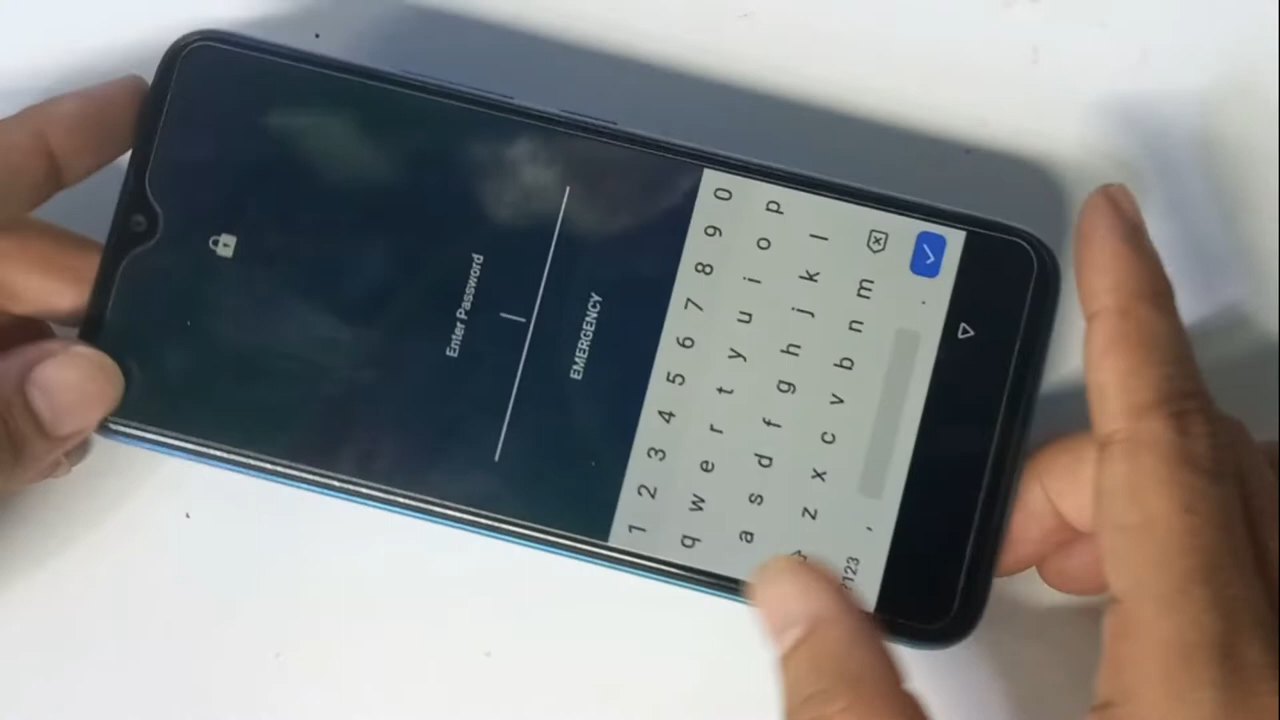 Enter Password
EMERGENCY
1 2 3 4 5 6 7 8 9 0
q w e r t y u i o p
a s d f g h j k l
z x c v b n m
?123 , .